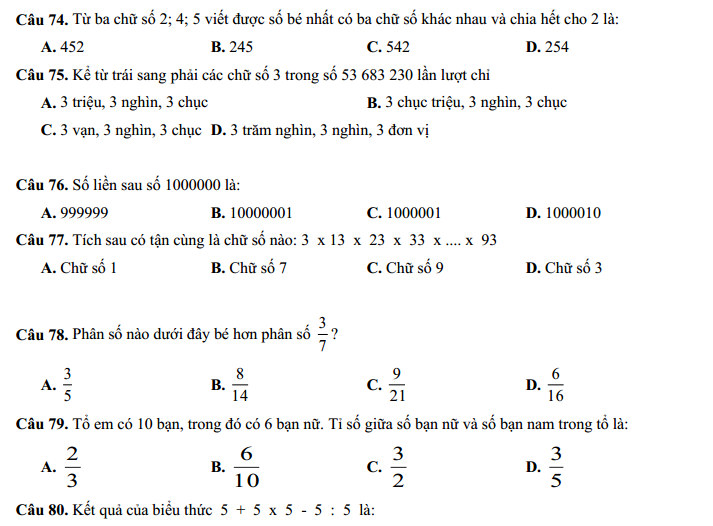 Câu 74. Từ ba chữ số 2; 4; 5 viết được số bé nhất có ba chữ số khác nhau và chia hết cho 2 là:
A. 452 B. 245 C. 542 D. 254
Câu 75. Kể từ trái sang phải các chữ số 3 trong số 53 683 230 lần lượt chỉ
A. 3 triệu, 3 nghìn, 3 chục B. 3 chục triệu, 3 nghìn, 3 chục
C. 3 vạn, 3 nghìn, 3 chục D. 3 trăm nghìn, 3 nghìn, 3 đơn vị
Câu 76. Số liền sau số 1000000 là:
A. 999999 B. 10000001 C. 1000001 D. 1000010
Câu 77. Tích sau có tận cùng là chữ số nào: 3 x 13 x 23 x 33 x .... x 93
A. Chữ số 1 B. Chữ số 7 C. Chữ số 9 D. Chữ số 3
Câu 78. Phân số nào dưới đây bé hơn phân số 3/7 ?
A. 3/5 B. 8/14 C. 9/21 D. 6/16
Câu 79. Tổ em có 10 bạn, trong đó có 6 bạn nữ. Tỉ số giữa số bạn nữ và số bạn nam trong tổ là:
A. 2/3 B. 6/10 C. 3/2 D. 3/5
Câu 80. Kết quả của biểu thức 5 + 5 x 5 - 5 : 5 là: